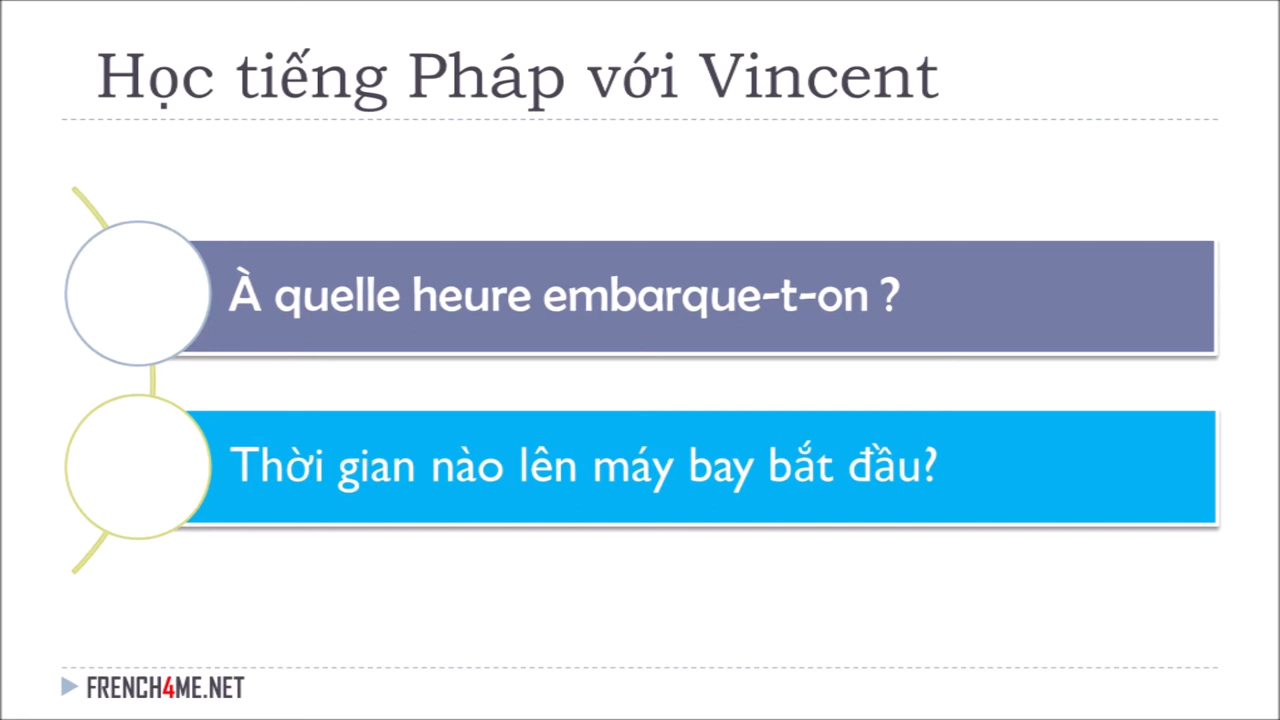 Học tiếng Pháp với Vincent
À quelle heure embarque-t-on ?
Thời gian nào lên máy bay bắt đầu?
FRENCH4ME.NET